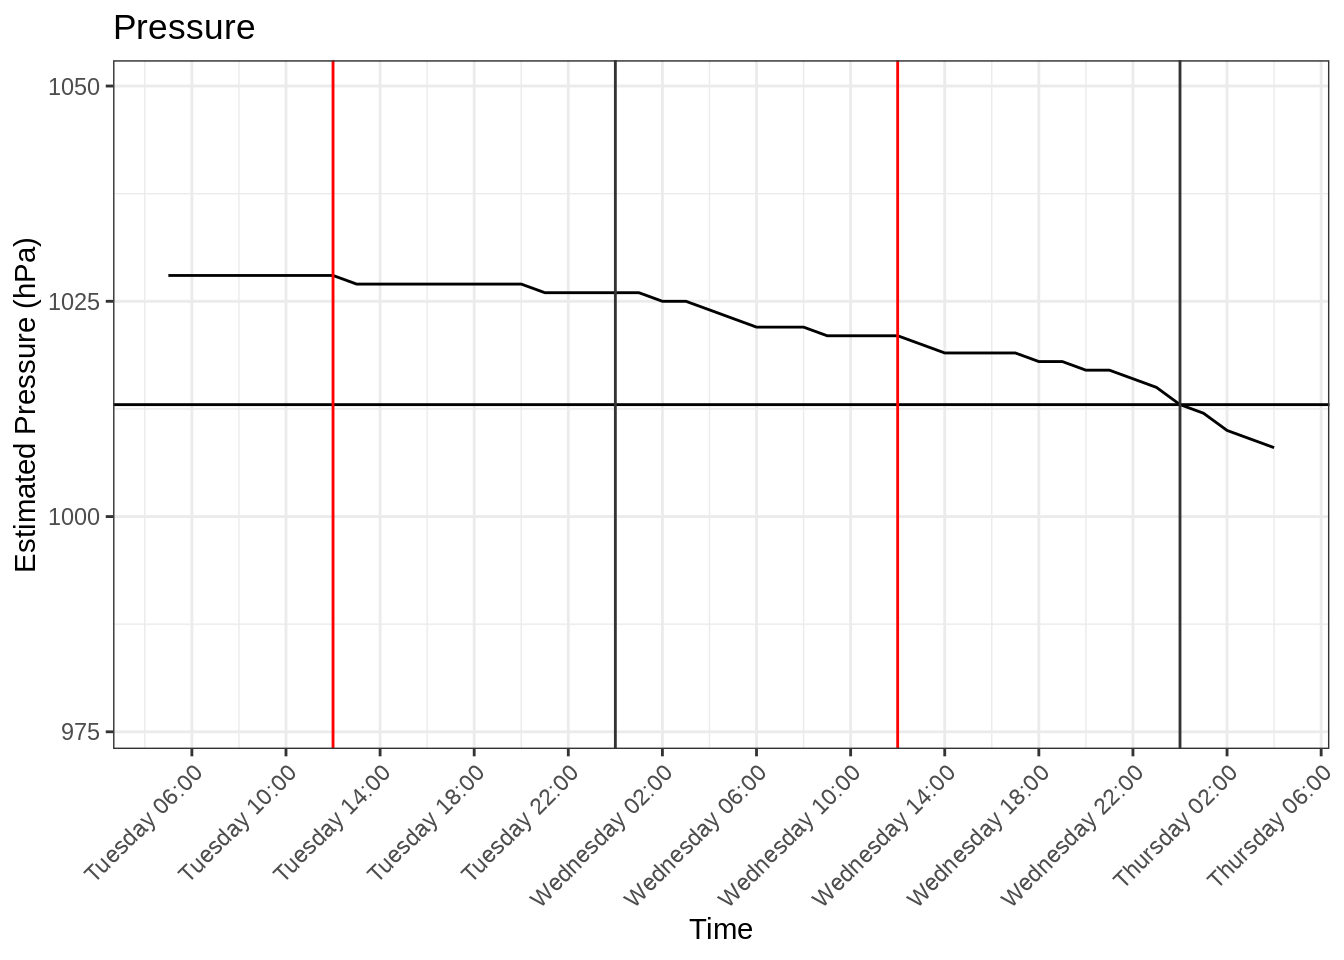 Pressure
Estimated Pressure (hPa)
1050
1025
1000
975
Tuesday 06:00
Tuesday 10:00
Tuesday 14:00
Tuesday 18:00
Tuesday 22:00
Wednesday 02:00
Wednesday 06:00
Wednesday 10:00
Wednesday 14:00
Wednesday 18:00
Wednesday 22:00
Thursday 02:00
Thursday 06:00
Time